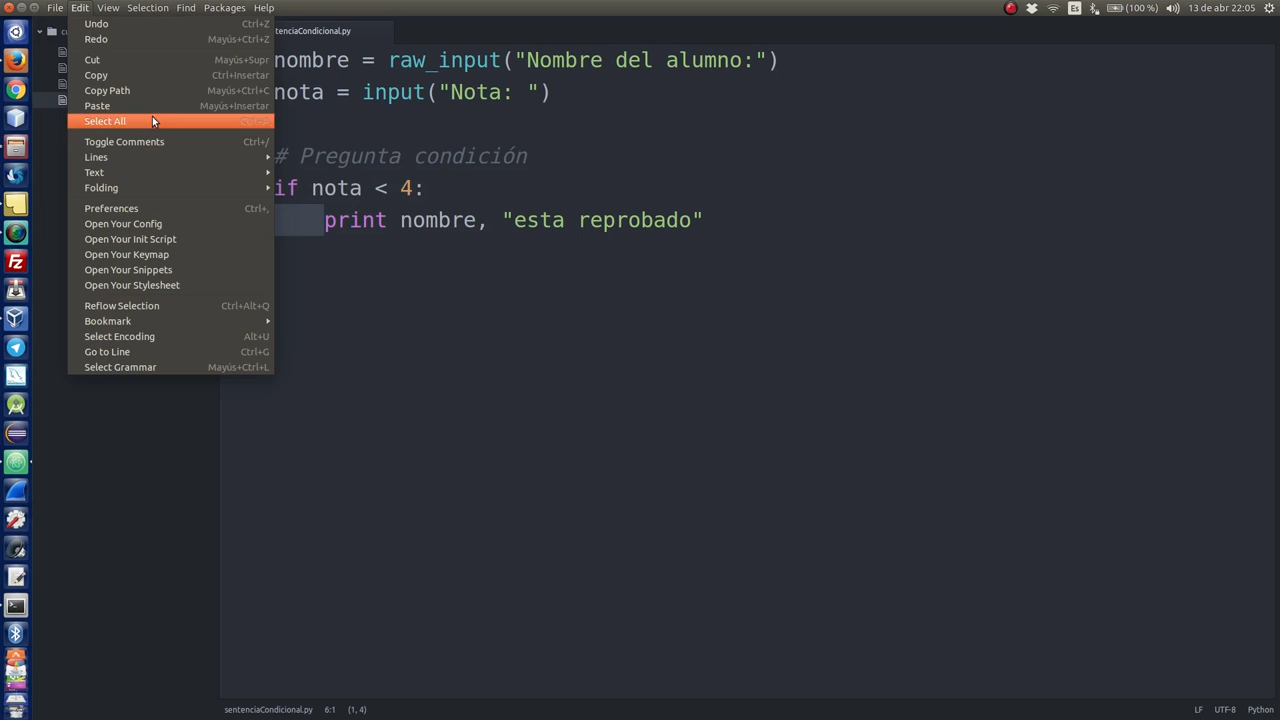 File Edit View Selection Find Packages Help
Es (100 %) 13 de abr 22:05
Undo Ctrl+Z
Redo Mayús+Ctrl+Z
Cut Mayús+Supr
Copy Ctrl+Insertar
Copy Path Mayús+Ctrl+C
Paste Mayús+Insertar
Select All
Toggle Comments Ctrl+/
Lines
Text
Folding
Preferences Ctrl+,
Open Your Config
Open Your Init Script
Open Your Keymap
Open Your Snippets
Open Your Stylesheet
Reflow Selection Ctrl+Alt+Q
Bookmark
Select Encoding Alt+U
Go to Line Ctrl+G
Select Grammar Mayús+Ctrl+L
tenciaCondicional.py
nombre = raw_input("Nombre del alumno:")
nota = input("Nota: ")
# Pregunta condición
if nota < 4:
print nombre, "esta reprobado"
sentenciaCondicional.py 6:1 (1, 4)
LF UTF-8 Python